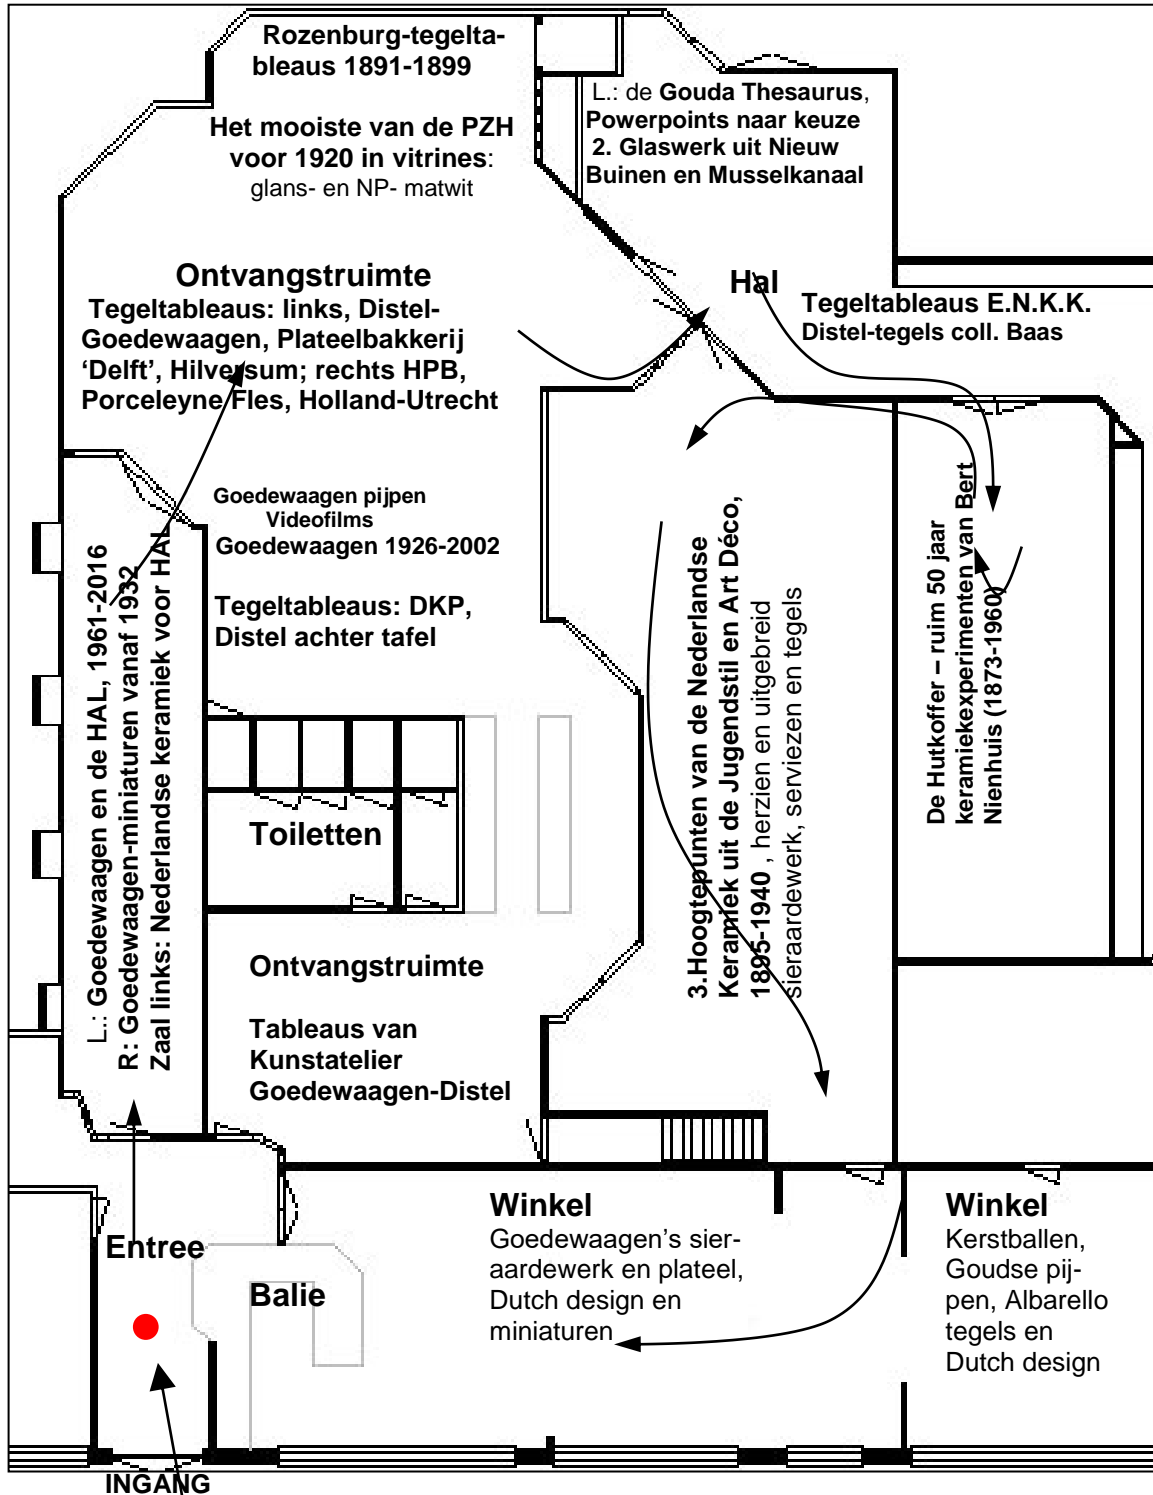 Rozenburg-tegelta-
bleaus 1891-1899
Het mooiste van de PZH
voor 1920 in vitrines:
glans- en NP- matwit
L.: de Gouda Thesaurus,
Powerpoints naar keuze
2. Glaswerk uit Nieuw
Buinen en Musselkanaal
Ontvangstruimte
Tegeltableaus: links, Distel-
Goedewaagen, Plateelbakkerij
‘Delft’, Hilversum; rechts HPB,
Porceleyne Fles, Holland-Utrecht
Hal
Tegeltableaus E.N.K.K.
Distel-tegels coll. Baas
Goedewaagen pijpen
Videofilms
Goedewaagen 1926-2002
Tegeltableaus: DKP,
Distel achter tafel
L.: Goedewaagen en de HAL, 1961-2016
R: Goedewaagen-miniaturen vanaf 1932
Zaal links: Nederlandse keramiek voor HAL
3.Hoogtepunten van de Nederlandse
Keramiek uit de Jugendstil en Art Déco,
1895-1940 , herzien en uitgebreid
sieraardewerk, serviezen en tegels
De Hutkoffer – ruim 50 jaar
keramiekexperimenten van Bert
Nienhuis (1873-1960)
Toiletten
Ontvangstruimte
Tableaus van
Kunstatelier
Goedewaagen-Distel
Entree
Balie
Winkel
Goedewaagen’s sier-
aardewerk en plateel,
Dutch design en
miniaturen
Winkel
Kerstballen,
Goudse pij-
pen, Albarello
tegels en
Dutch design
INGANG